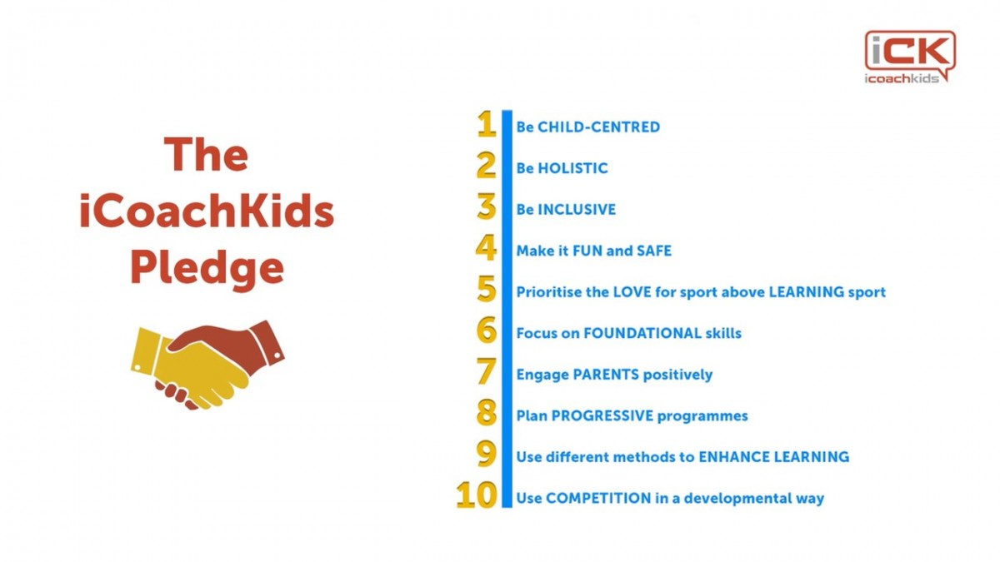 iCK
icoachkids
The
iCoachKids
Pledge
1 Be CHILD-CENTRED
2 Be HOLISTIC
3 Be INCLUSIVE
4 Make it FUN and SAFE
5 Prioritise the LOVE for sport above LEARNING sport
6 Focus on FOUNDATIONAL skills
7 Engage PARENTS positively
8 Plan PROGRESSIVE programmes
9 Use different methods to ENHANCE LEARNING
10 Use COMPETITION in a developmental way